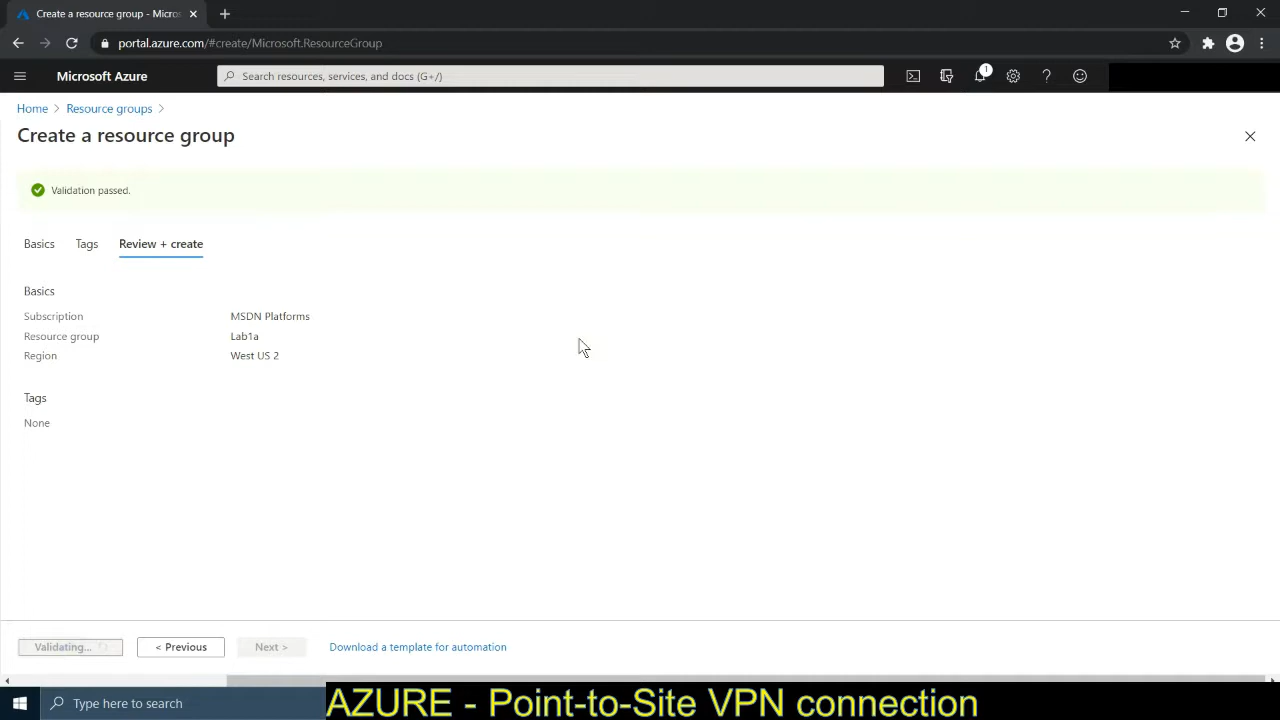 Create a resource group - Micros
portal.azure.com/#create/Microsoft.ResourceGroup
Microsoft Azure
Search resources, services, and docs (G+/)
1
Home > Resource groups >
Create a resource group
Validation passed.
Basics Tags Review + create
Basics
Subscription MSDN Platforms
Resource group Lab1a
Region West US 2
Tags
None
Validating... < Previous Next > Download a template for automation
Type here to search
AZURE - Point-to-Site VPN connection